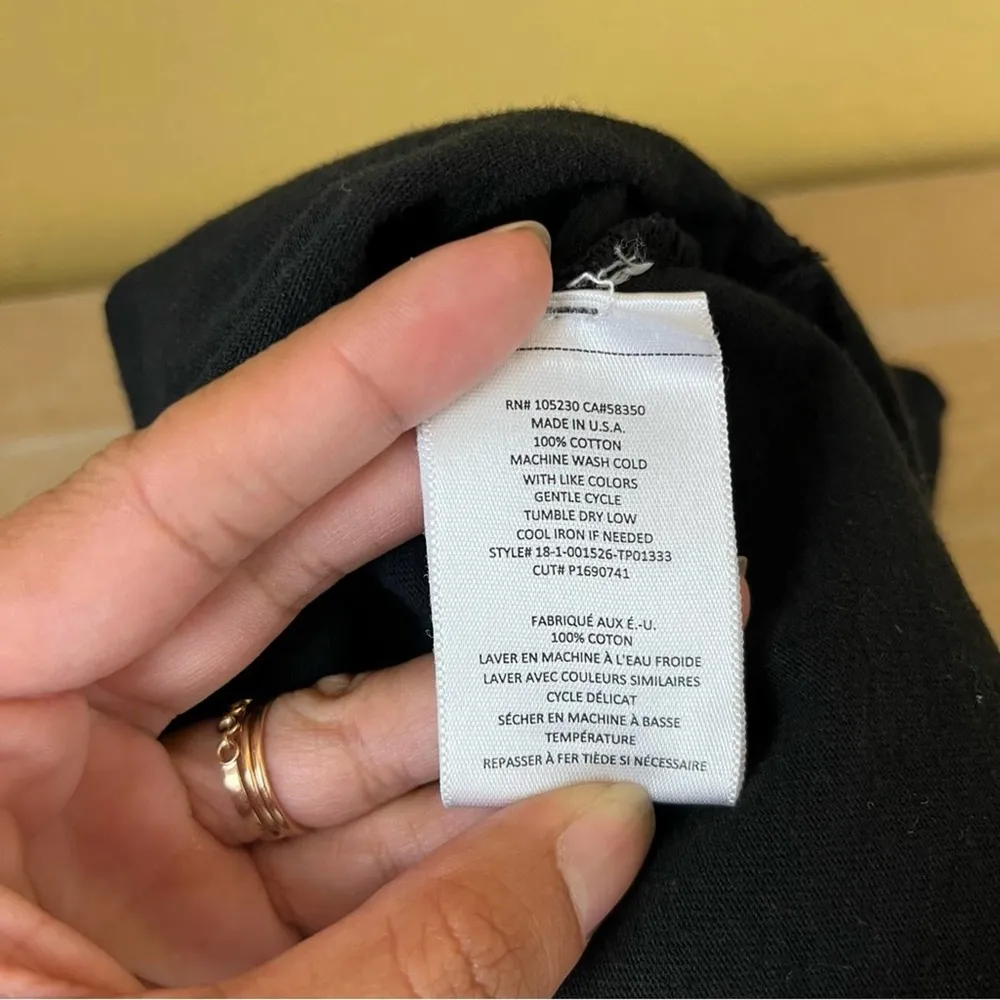 RN# 105230 CA#58350
MADE IN U.S.A.
100% COTTON
MACHINE WASH COLD
WITH LIKE COLORS
GENTLE CYCLE
TUMBLE DRY LOW
COOL IRON IF NEEDED
STYLE# 18-1-001526-TP01333
CUT# P1690741
FABRIQUÉ AUX É.-U.
100% COTON
LAVER EN MACHINE À L'EAU FROIDE
LAVER AVEC COULEURS SIMILAIRES
CYCLE DÉLICAT
SÉCHER EN MACHINE À BASSE
TEMPÉRATURE
REPASSER À FER TIÈDE SI NÉCESSAIRE